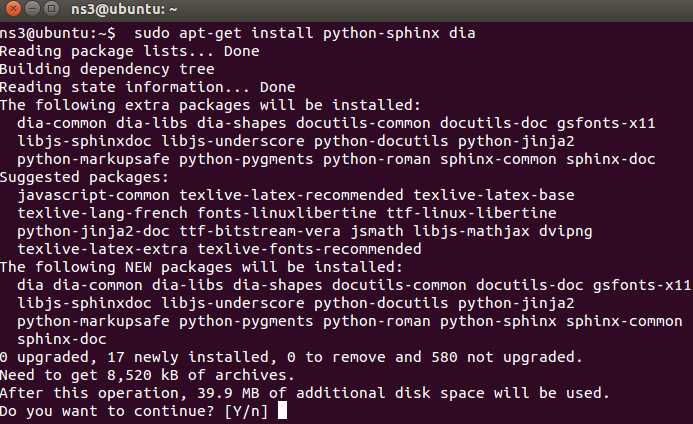 ns3@ubuntu: ~
ns3@ubuntu:~$  sudo apt-get install python-sphinx dia
Reading package lists... Done
Building dependency tree
Reading state information... Done
The following extra packages will be installed:
  dia-common dia-libs dia-shapes docutils-common docutils-doc gsfonts-x11
  libjs-sphinxdoc libjs-underscore python-docutils python-jinja2
  python-markupsafe python-pygments python-roman sphinx-common sphinx-doc
Suggested packages:
  javascript-common texlive-latex-recommended texlive-latex-base
  texlive-lang-french fonts-linuxlibertine ttf-linux-libertine
  python-jinja2-doc ttf-bitstream-vera jsmath libjs-mathjax dvipng
  texlive-latex-extra texlive-fonts-recommended
The following NEW packages will be installed:
  dia dia-common dia-libs dia-shapes docutils-common docutils-doc gsfonts-x11
  libjs-sphinxdoc libjs-underscore python-docutils python-jinja2
  python-markupsafe python-pygments python-roman python-sphinx sphinx-common
  sphinx-doc
0 upgraded, 17 newly installed, 0 to remove and 580 not upgraded.
Need to get 8,520 kB of archives.
After this operation, 39.9 MB of additional disk space will be used.
Do you want to continue? [Y/n]